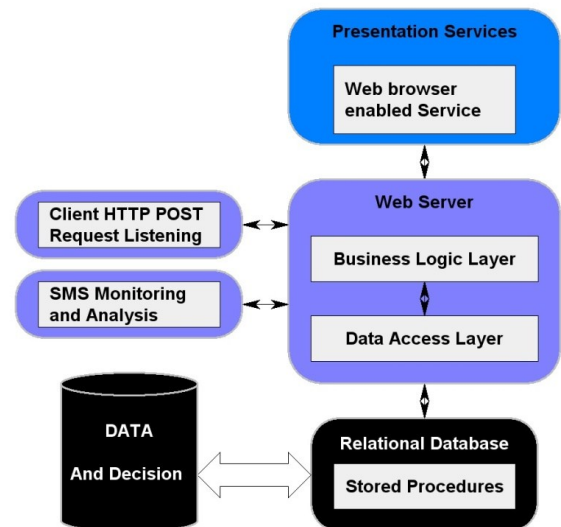 Presentation Services
Web browser
enabled Service
Web Server
Client HTTP POST
Request Listening
Business Logic Layer
SMS Monitoring
and Analysis
Data Access Layer
DATA
And Decision
Relational Database
Stored Procedures